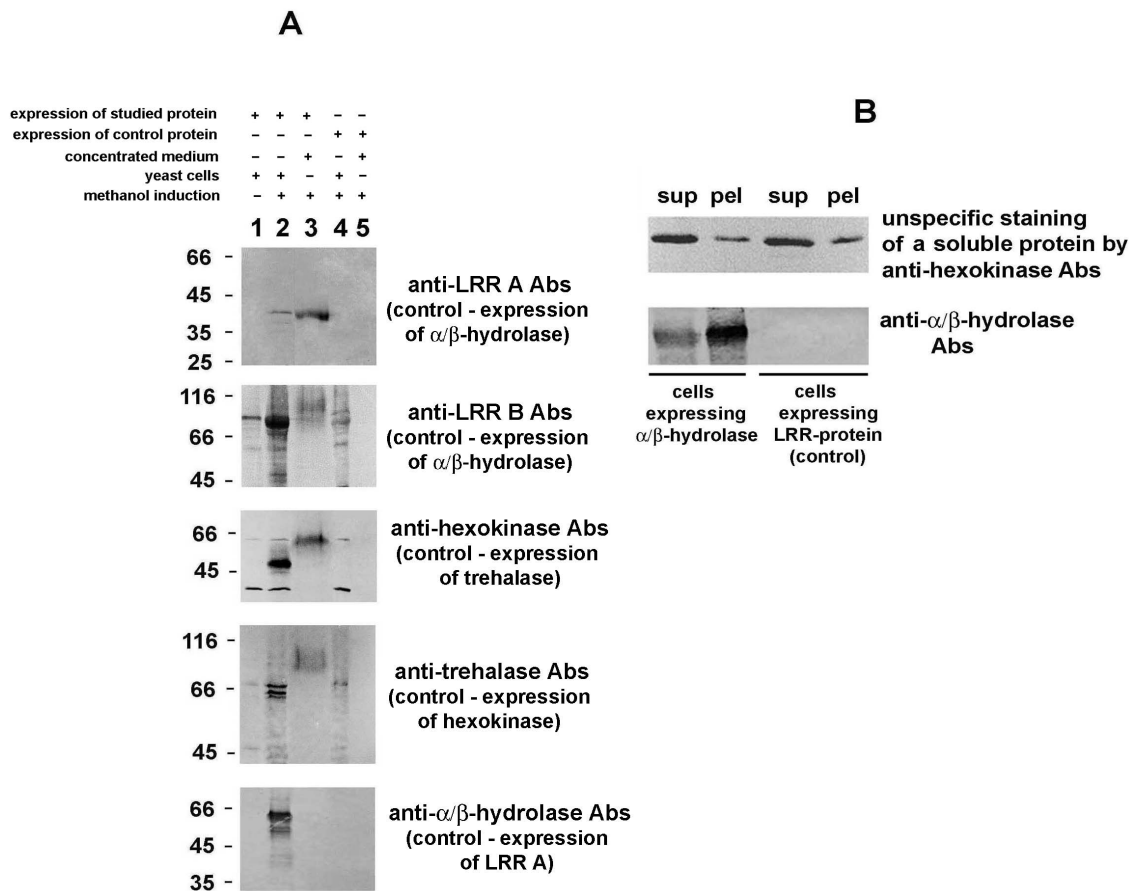 A
expression of studied protein + + + – –
expression of control protein – – – + +
concentrated medium – – + – +
yeast cells + + – + –
methanol induction – + + + +
1 2 3 4 5
66 -
45 -
35 -
25 -
anti-LRR A Abs
(control - expression
of α/β-hydrolase)
116 -
66 -
45 -
anti-LRR B Abs
(control - expression
of α/β-hydrolase)
66 -
45 -
anti-hexokinase Abs
(control - expression
of trehalase)
116 -
66 -
45 -
anti-trehalase Abs
(control - expression
of hexokinase)
66 -
45 -
35 -
anti-α/β-hydrolase Abs
(control - expression
of LRR A)
B
sup pel sup pel
unspecific staining
of a soluble protein by
anti-hexokinase Abs
anti-α/β-hydrolase
Abs
cells
expressing
α/β-hydrolase
cells
expressing
LRR-protein
(control)